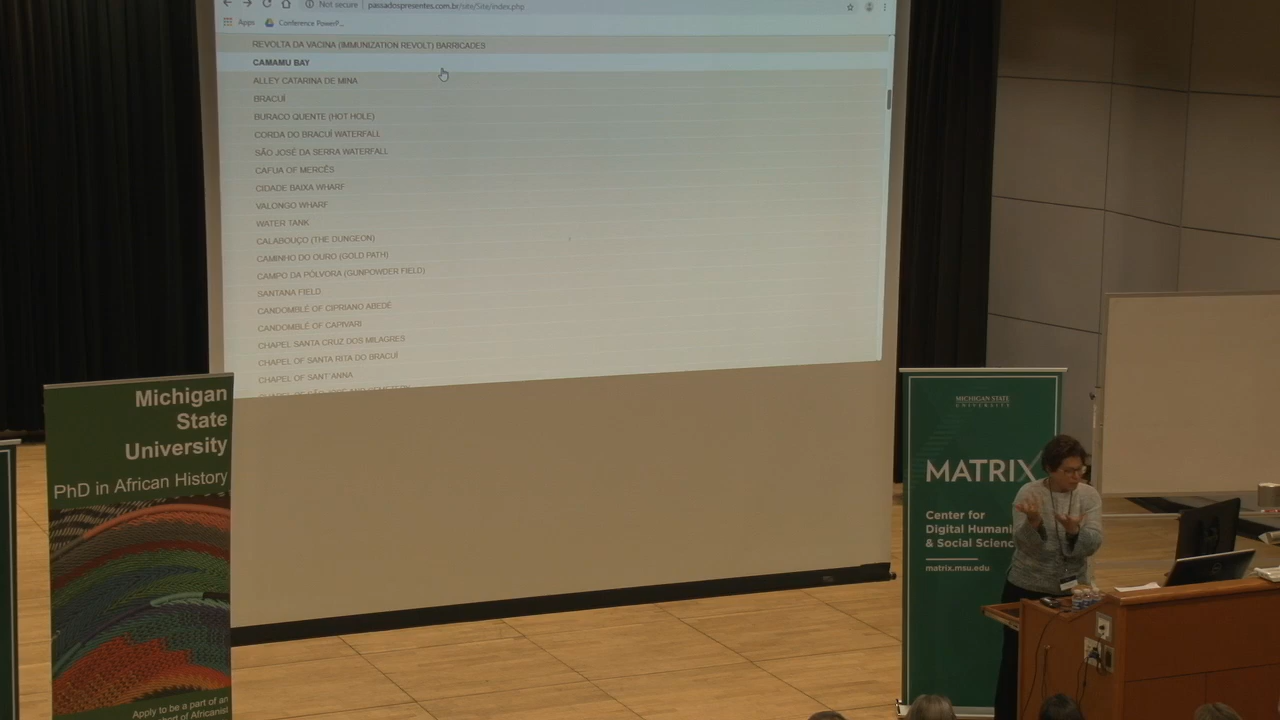 Not secure | passadospresentes.com.br/site/Site/index.php
Apps
Conference PowerP...
REVOLTA DA VACINA (IMMUNIZATION REVOLT) BARRICADES
CAMAMU BAY
ALLEY CATARINA DE MINA
BRACUÍ
BURACO QUENTE (HOT HOLE)
CORDA DO BRACUÍ WATERFALL
SÃO JOSÉ DA SERRA WATERFALL
CAFUA OF MERCÊS
CIDADE BAIXA WHARF
VALONGO WHARF
WATER TANK
CALABOUÇO (THE DUNGEON)
CAMINHO DO OURO (GOLD PATH)
CAMPO DA PÓLVORA (GUNPOWDER FIELD)
SANTANA FIELD
CANDOMBLÉ OF CIPRIANO ABEDÉ
CANDOMBLÉ OF CAPIVARI
CHAPEL SANTA CRUZ DOS MILAGRES
CHAPEL OF SANTA RITA DO BRACUÍ
CHAPEL OF SANT'ANNA
Michigan
State
University
PhD in African History
Apply to be a part of an
of Africanist
MICHIGAN STATE
UNIVERSITY
MATRIX
Center for
Digital Humani
& Social Scienc
matrix.msu.edu